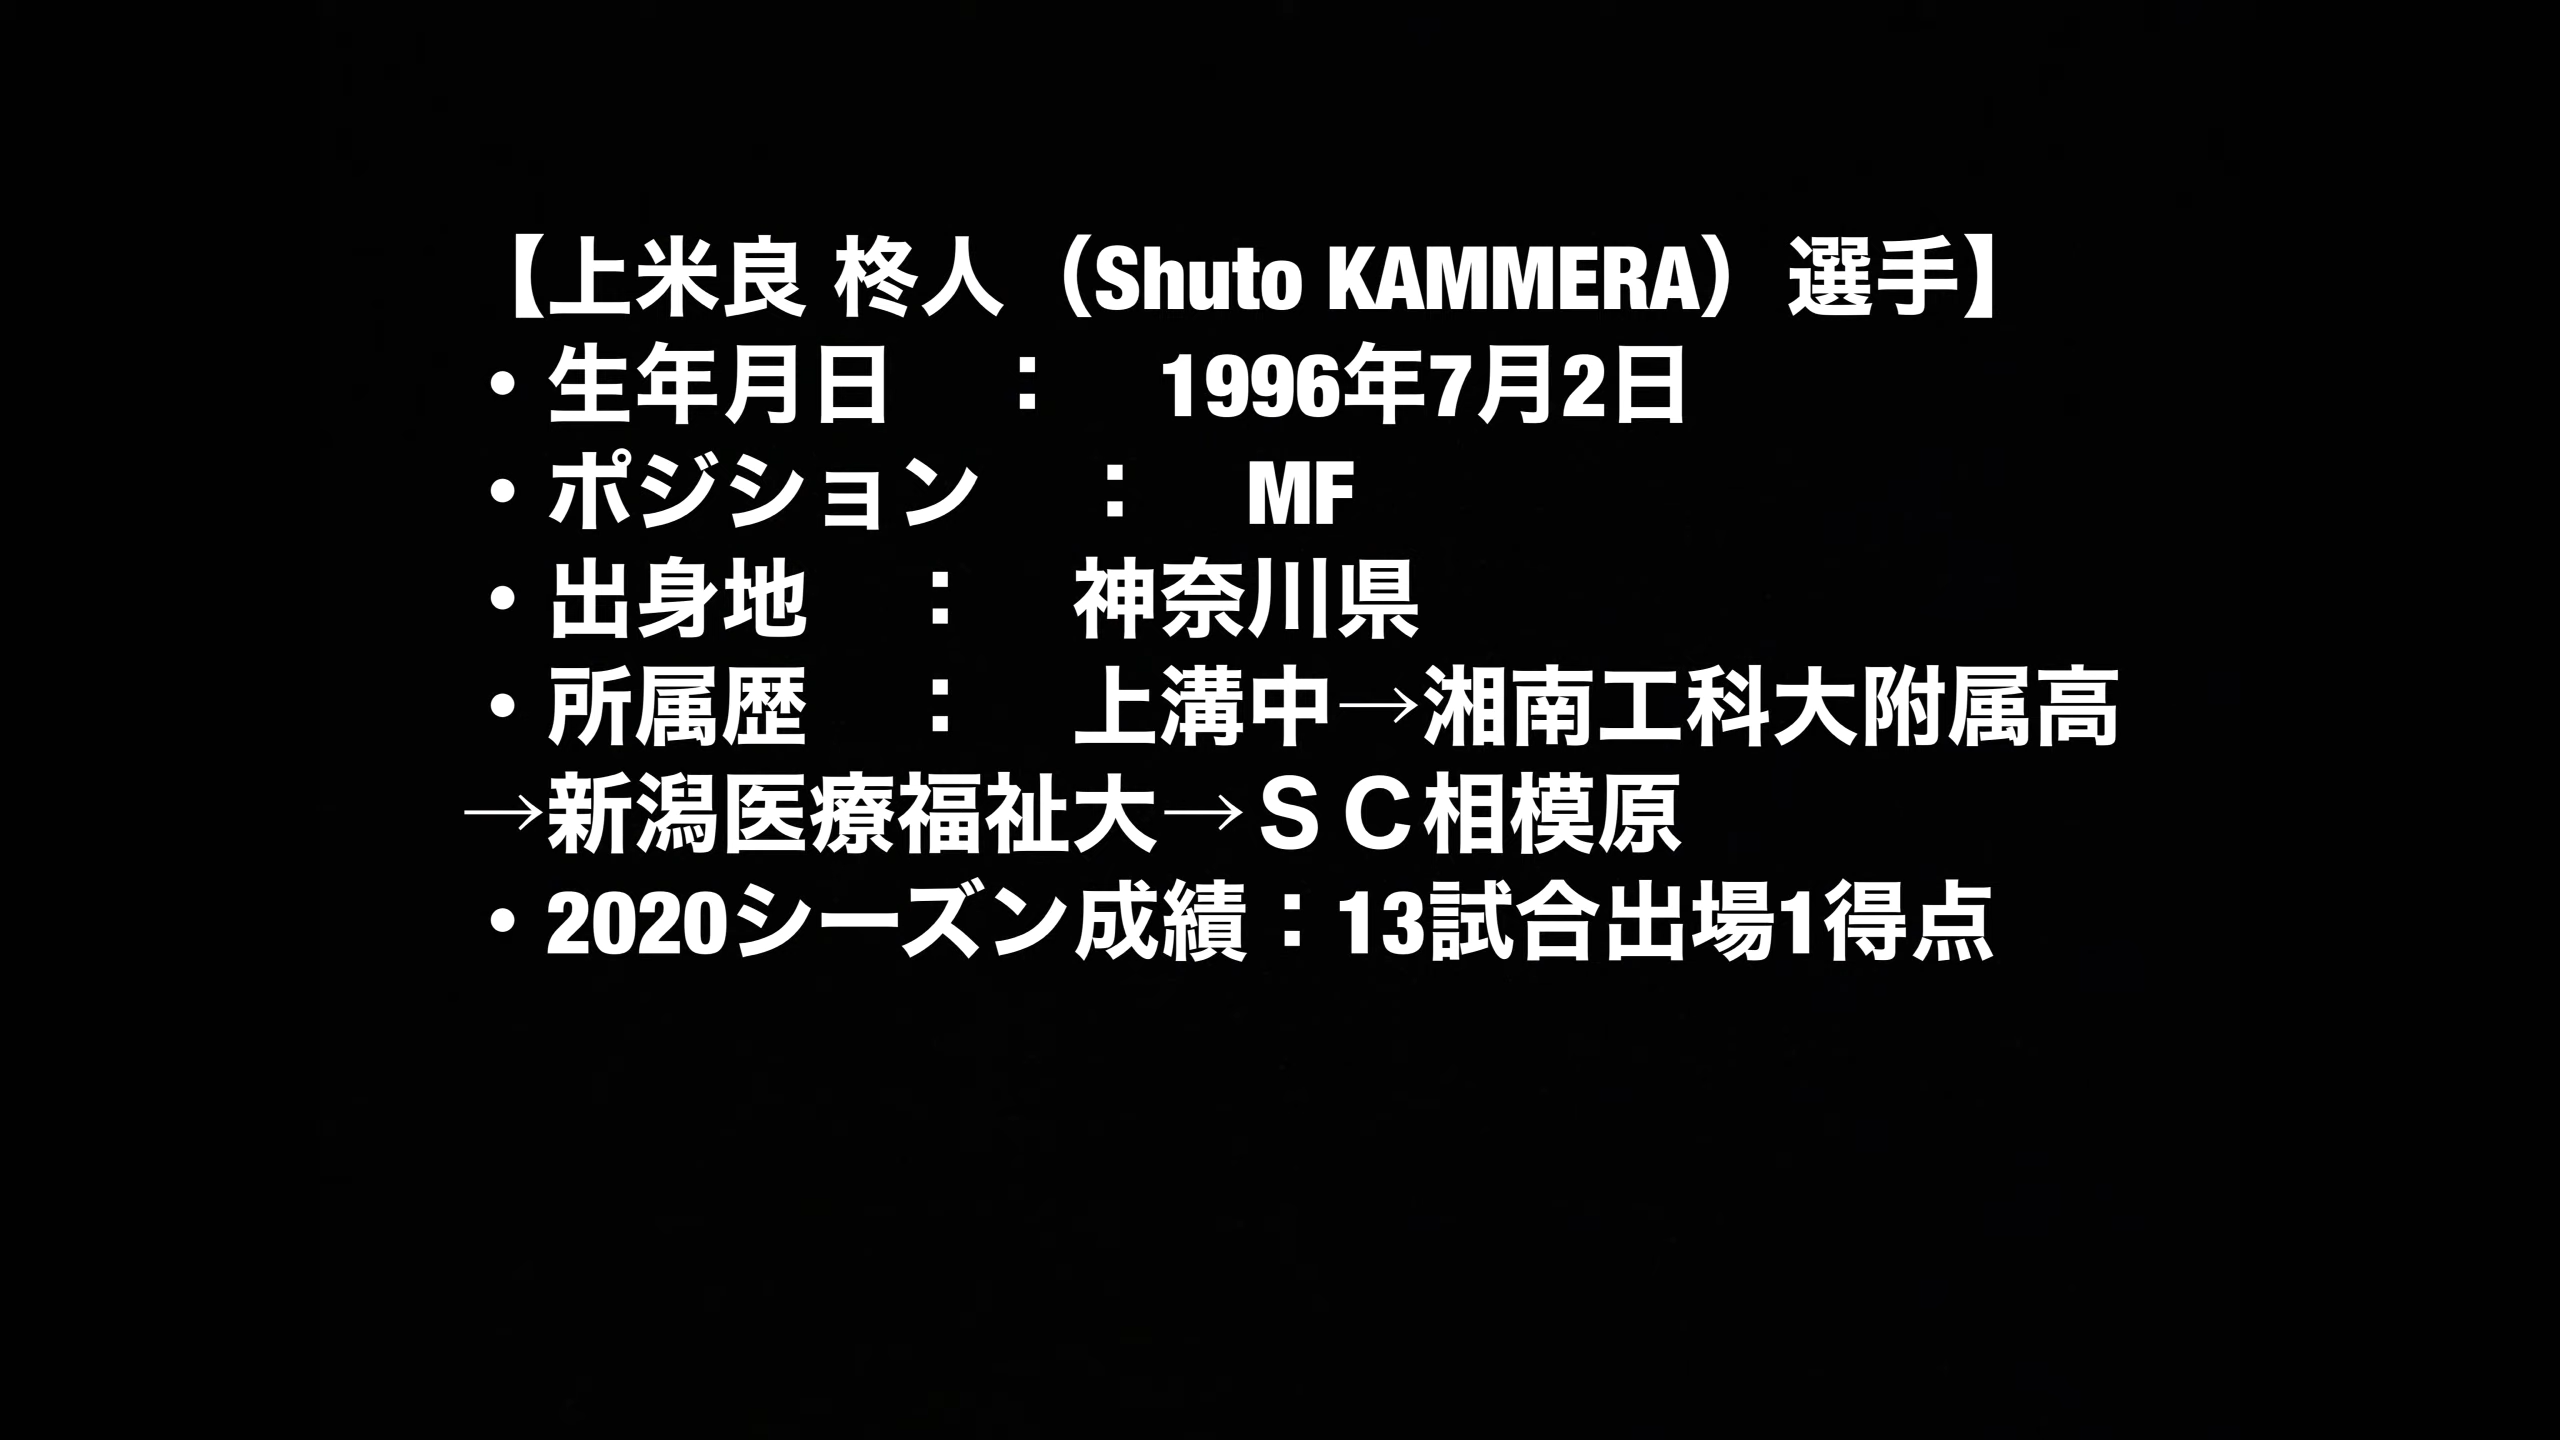 【上米良 柊人（Shuto KAMMERA）選手】
・生年月日　：　1996年7月2日
・ポジション　：　MF
・出身地　：　神奈川県
・所属歴　：　上溝中→湘南工科大附属高
→新潟医療福祉大→ＳＣ相模原
・2020シーズン成績：13試合出場1得点